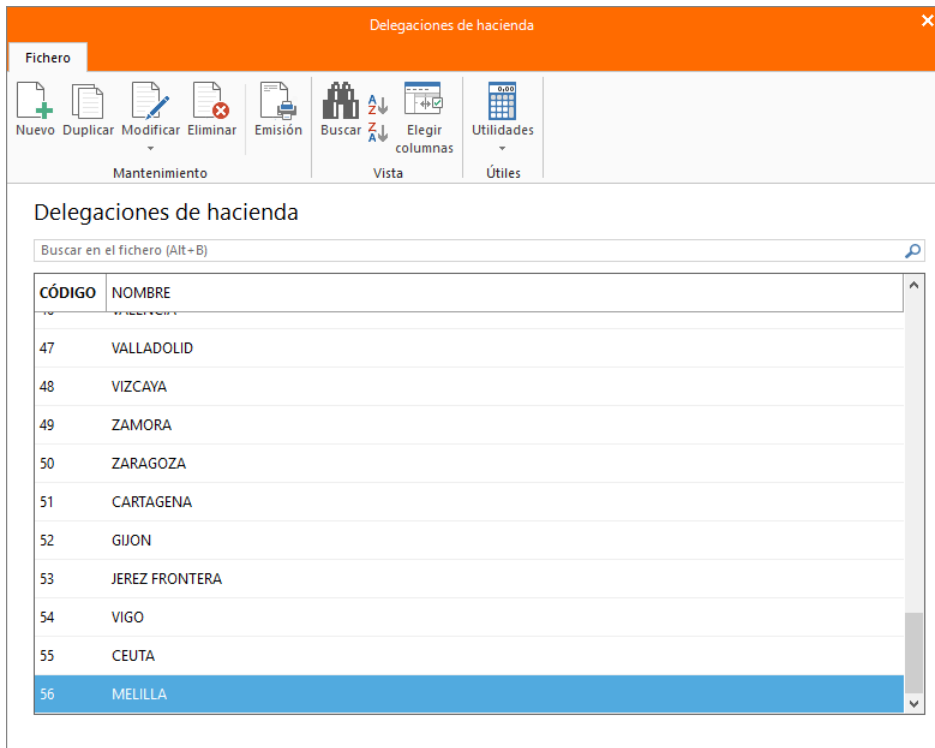 Delegaciones de hacienda
Fichero
Nuevo Duplicar Modificar Eliminar Emisión Buscar Elegir columnas Utilidades
Mantenimiento Vista Útiles
Delegaciones de hacienda
Buscar en el fichero (Alt+B)
CÓDIGO NOMBRE
47 VALLADOLID
48 VIZCAYA
49 ZAMORA
50 ZARAGOZA
51 CARTAGENA
52 GIJON
53 JEREZ FRONTERA
54 VIGO
55 CEUTA
56 MELILLA